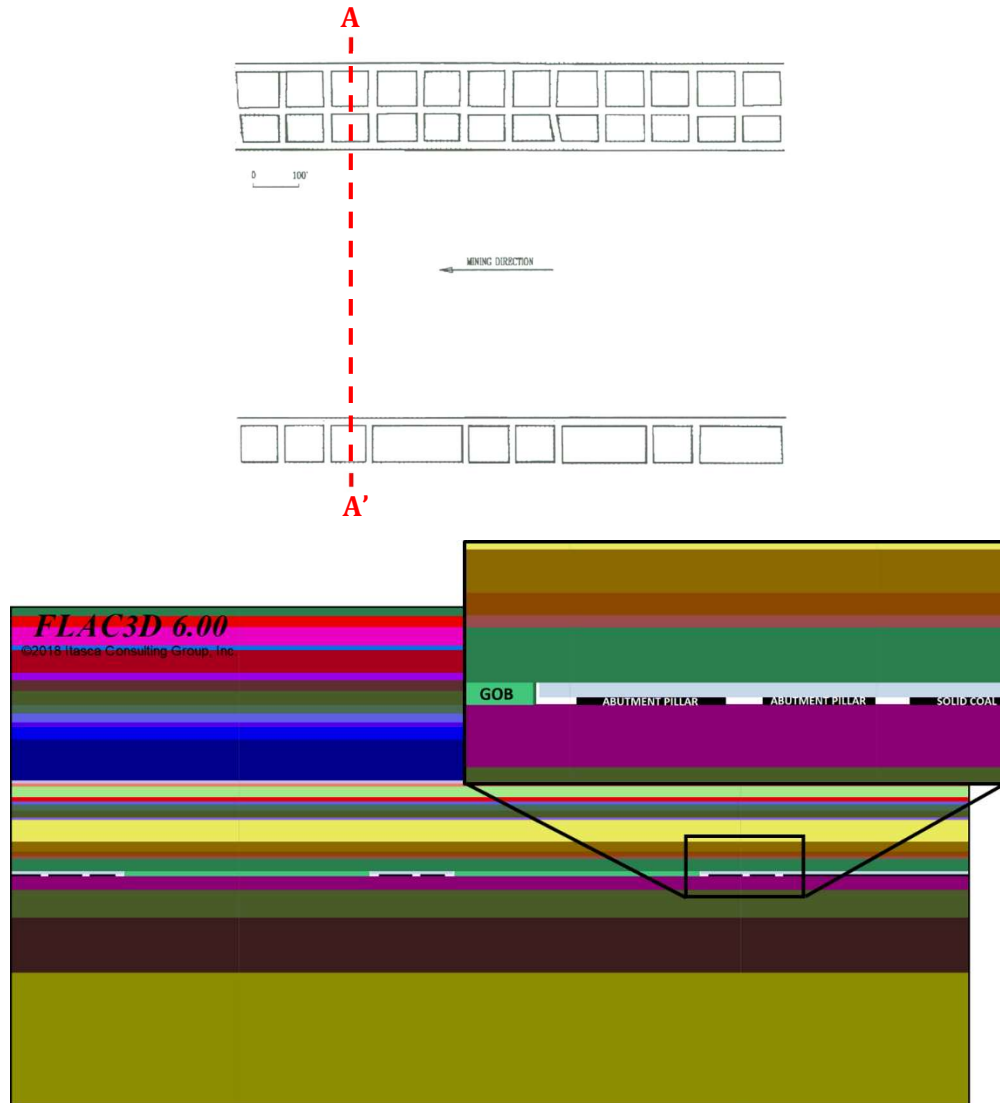 A
0 100'
MINING DIRECTION
A'
FLAC3D 6.00
©2018 Itasca Consulting Group, Inc.
GOB
ABUTMENT PILLAR
ABUTMENT PILLAR
SOLID COAL